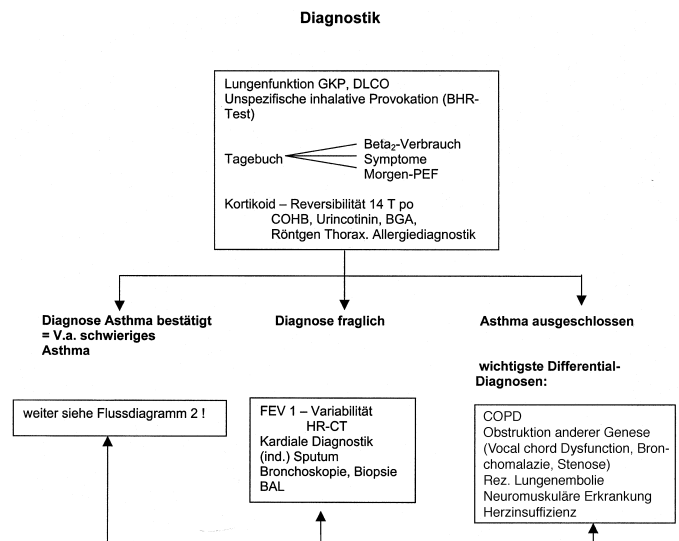 Diagnostik
Lungenfunktion GKP, DLCO
Unspezifische inhalative Provokation (BHR-
Test)
Beta₂-Verbrauch
Tagebuch
Symptome
Morgen-PEF
Kortikoid – Reversibilität 14 T po
COHB, Urincotinin, BGA,
Röntgen Thorax. Allergiediagnostik
Diagnose Asthma bestätigt
= V.a. schwieriges
Asthma
weiter siehe Flussdiagramm 2 !
Diagnose fraglich
FEV 1 – Variabilität
HR-CT
Kardiale Diagnostik
(ind.) Sputum
Bronchoskopie, Biopsie
BAL
Asthma ausgeschlossen
wichtigste Differential-
Diagnosen:
COPD
Obstruktion anderer Genese
(Vocal chord Dysfunction, Bron-
chomalazie, Stenose)
Rez. Lungenembolie
Neuromuskuläre Erkrankung
Herzinsuffizienz